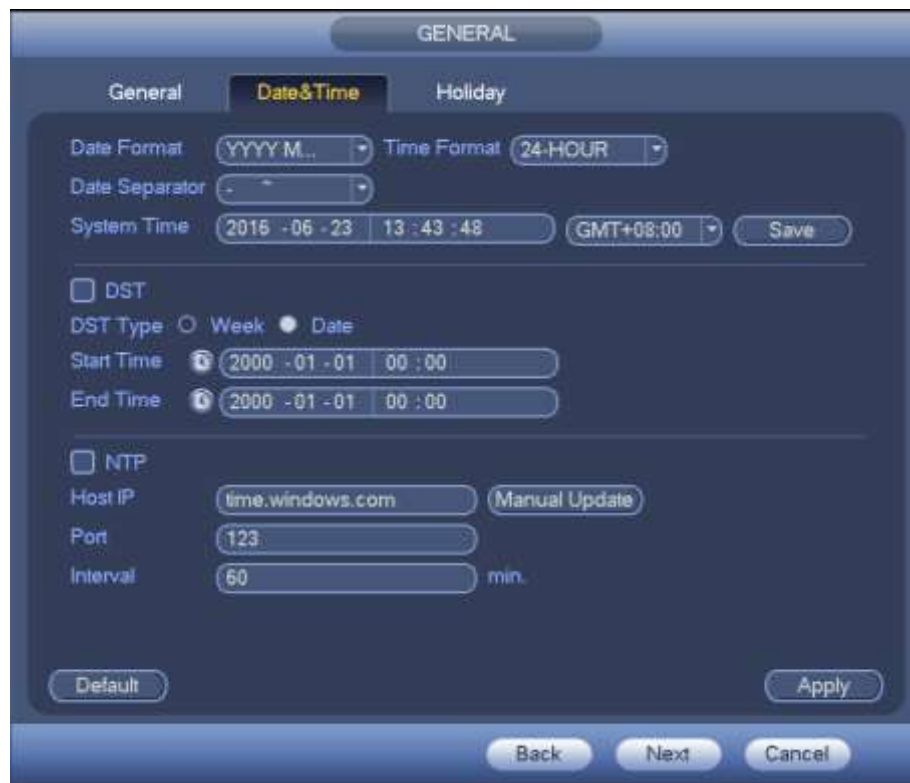 GENERAL
General Date&Time Holiday
Date Format YYYY M... Time Format 24-HOUR
Date Separator -
System Time 2016 -06 -23 13 :43 :48 GMT+08:00 Save
DST
DST Type Week Date
Start Time 2000 -01 -01 00 :00
End Time 2000 -01 -01 00 :00
NTP
Host IP time.windows.com Manual Update
Port 123
Interval 60 min.
Default Apply
Back Next Cancel